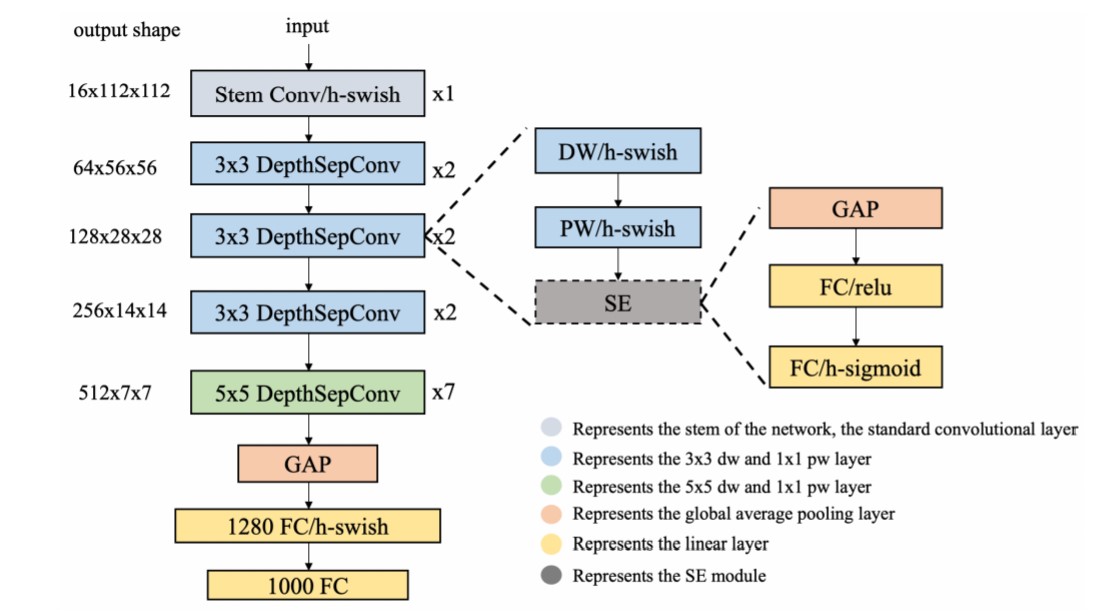 output shape
input
16x112x112
Stem Conv/h-swish
x1
64x56x56
3x3 DepthSepConv
x2
128x28x28
3x3 DepthSepConv
x2
256x14x14
3x3 DepthSepConv
x2
512x7x7
5x5 DepthSepConv
x7
GAP
1280 FC/h-swish
1000 FC
DW/h-swish
PW/h-swish
SE
GAP
FC/relu
FC/h-sigmoid
Represents the stem of the network, the standard convolutional layer
Represents the 3x3 dw and 1x1 pw layer
Represents the 5x5 dw and 1x1 pw layer
Represents the global average pooling layer
Represents the linear layer
Represents the SE module